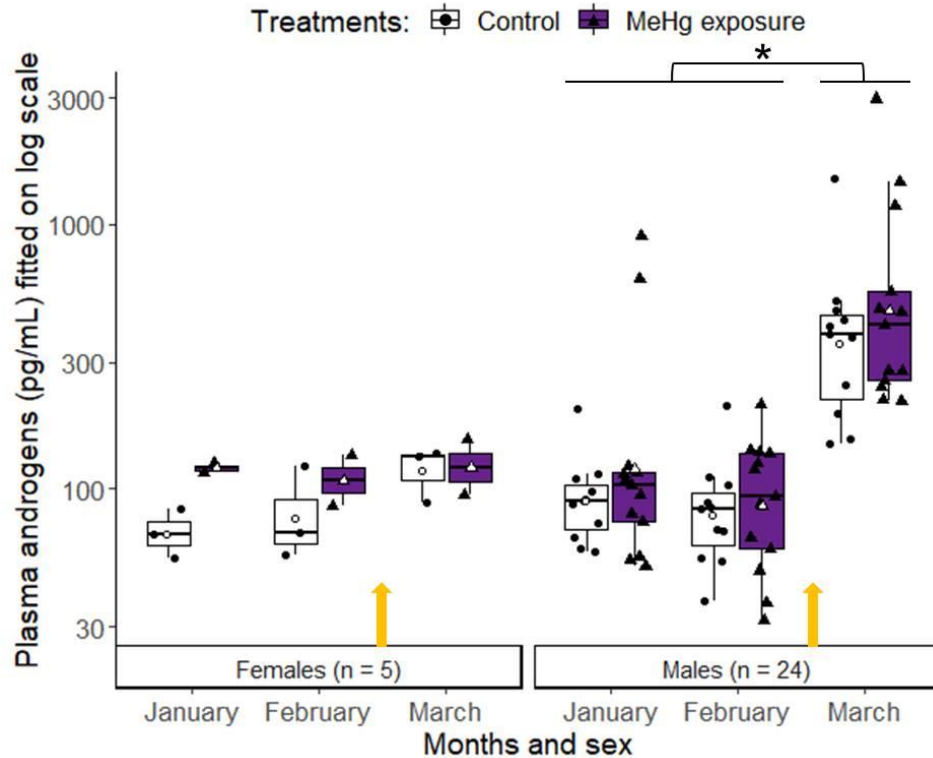 Treatments: Control MeHg exposure
*
Plasma androgens (pg/mL) fitted on log scale
3000
1000
300
100
30
Females (n = 5) Males (n = 24)
January February March January February March
Months and sex